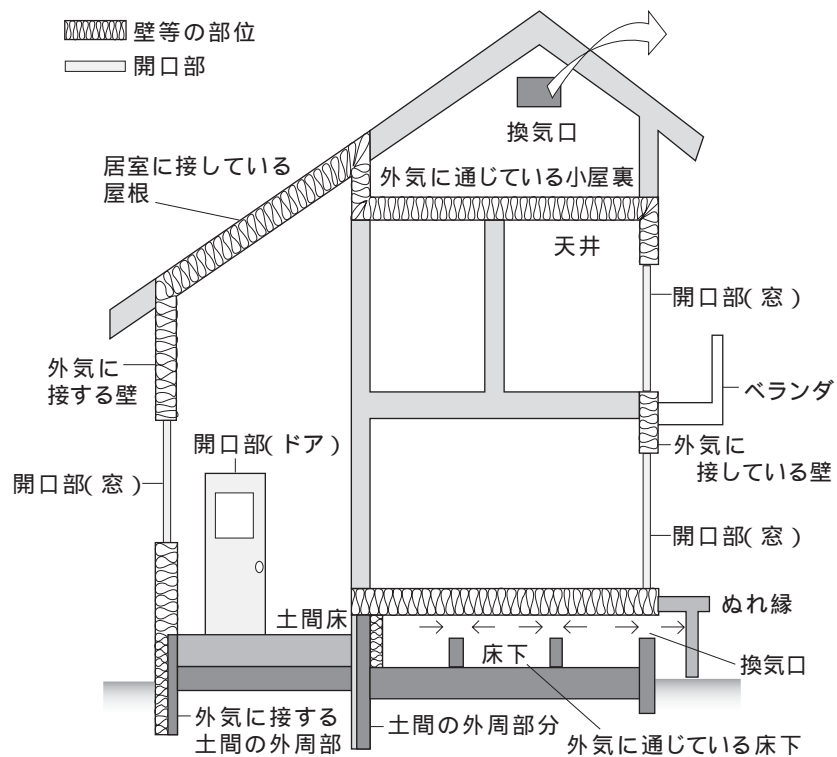 壁等の部位
開口部
換気口
居室に接している
屋根
外気に通じている小屋裏
天井
開口部(窓)
外気に
接する壁
ベランダ
開口部(ドア)
外気に
接している壁
開口部(窓)
開口部(窓)
ぬれ縁
土間床
床下
換気口
外気に接する
土間の外周部
土間の外周部分
外気に通じている床下